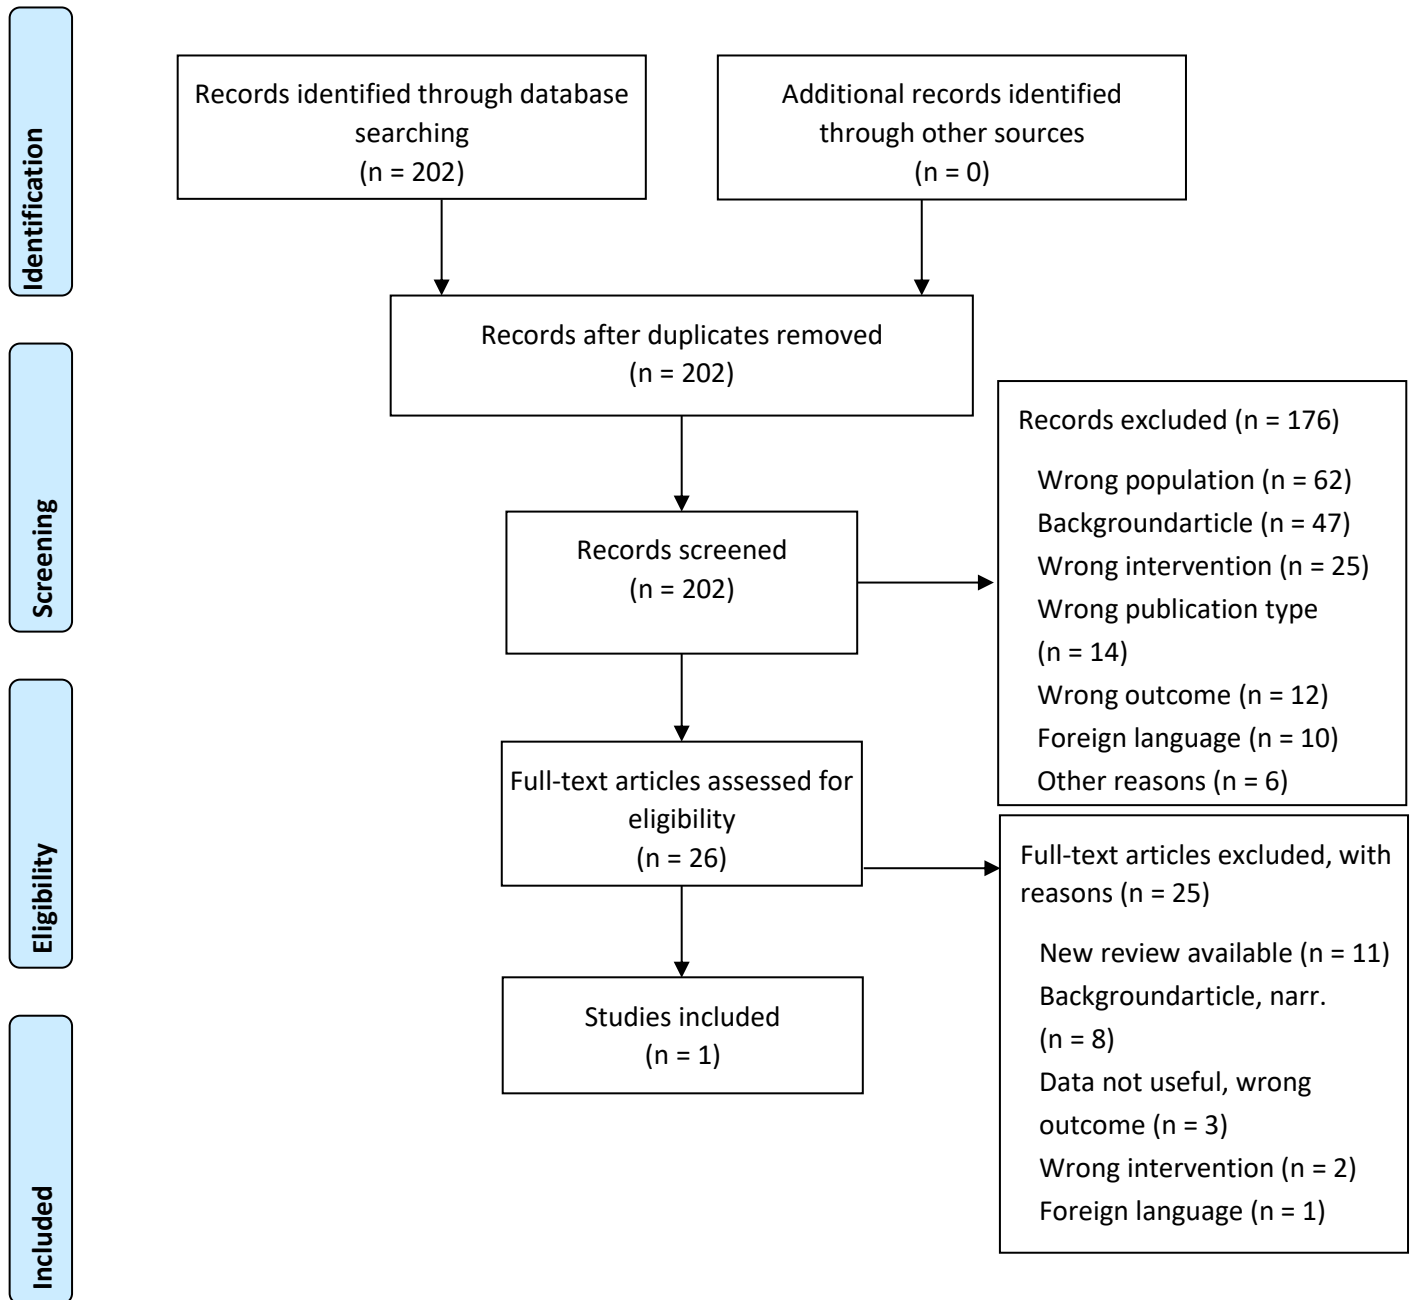 Identification
Records identified through database
searching
(n = 202)
Additional records identified
through other sources
(n = 0)
Records after duplicates removed
(n = 202)
Screening
Records screened
(n = 202)
Records excluded (n = 176)
Wrong population (n = 62)
Backgroundarticle (n = 47)
Wrong intervention (n = 25)
Wrong publication type
(n = 14)
Wrong outcome (n = 12)
Foreign language (n = 10)
Other reasons (n = 6)
Eligibility
Full-text articles assessed for
eligibility
(n = 26)
Full-text articles excluded, with
reasons (n = 25)
New review available (n = 11)
Backgroundarticle, narr.
(n = 8)
Data not useful, wrong
outcome (n = 3)
Wrong intervention (n = 2)
Foreign language (n = 1)
Included
Studies included
(n = 1)